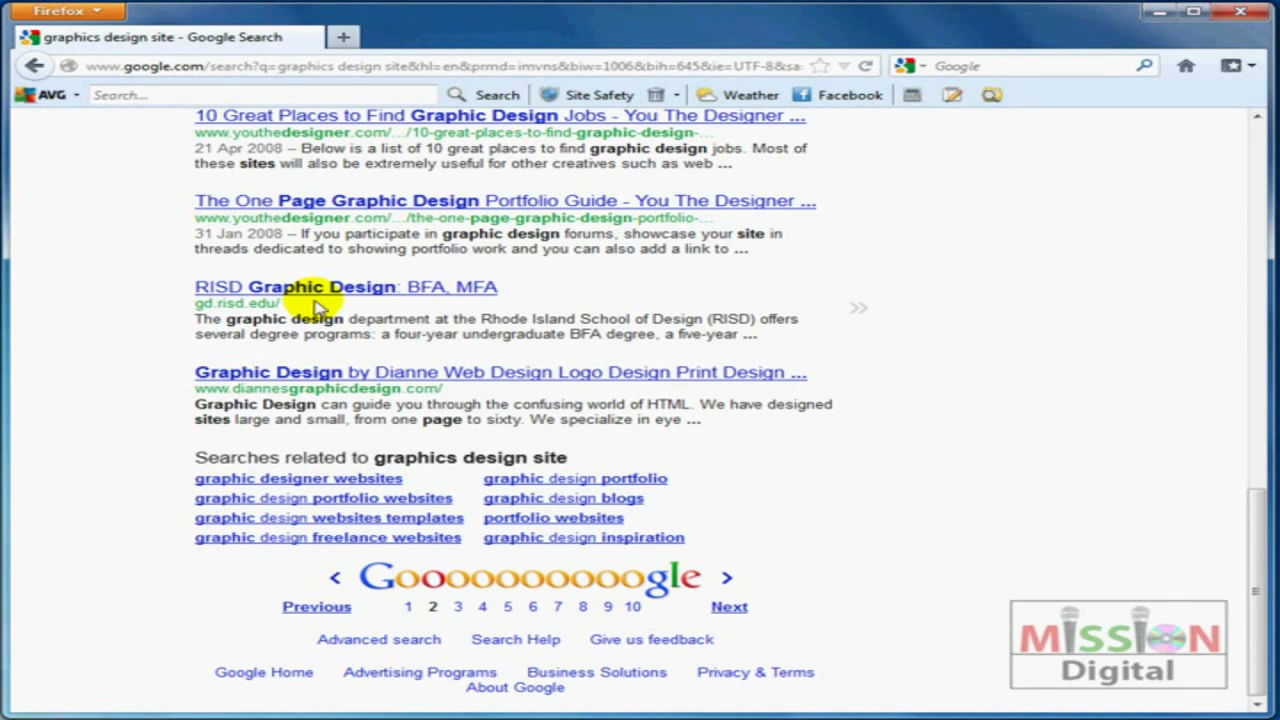 Firefox
graphics design site - Google Search
www.google.com/search?q=graphics design site&hl=en&prmd=imvns&biw=1006&bih=645&ie=UTF-8&sa=
Google
AVG
Search...
Search
Site Safety
Weather
Facebook
10 Great Places to Find Graphic Design Jobs - You The Designer ...
www.youthedesigner.com/.../10-great-places-to-find-graphic-design-...
21 Apr 2008 – Below is a list of 10 great places to find graphic design jobs. Most of
these sites will also be extremely useful for other creatives such as web ...
The One Page Graphic Design Portfolio Guide - You The Designer ...
www.youthedesigner.com/.../the-one-page-graphic-design-portfolio-...
31 Jan 2008 – If you participate in graphic design forums, showcase your site in
threads dedicated to showing portfolio work and you can also add a link to ...
RISD Graphic Design: BFA, MFA
gd.risd.edu/
The graphic design department at the Rhode Island School of Design (RISD) offers
several degree programs: a four-year undergraduate BFA degree, a five-year ...
Graphic Design by Dianne Web Design Logo Design Print Design ...
www.diannesgraphicdesign.com/
Graphic Design can guide you through the confusing world of HTML. We have designed
sites large and small, from one page to sixty. We specialize in eye ...
Searches related to graphics design site
graphic designer websites graphic design portfolio
graphic design portfolio websites graphic design blogs
graphic design websites templates portfolio websites
graphic design freelance websites graphic design inspiration
< Goooooooooogle >
Previous 1 2 3 4 5 6 7 8 9 10 Next
Advanced search Search Help Give us feedback
Google Home Advertising Programs Business Solutions Privacy & Terms
About Google
MISSION
Digital